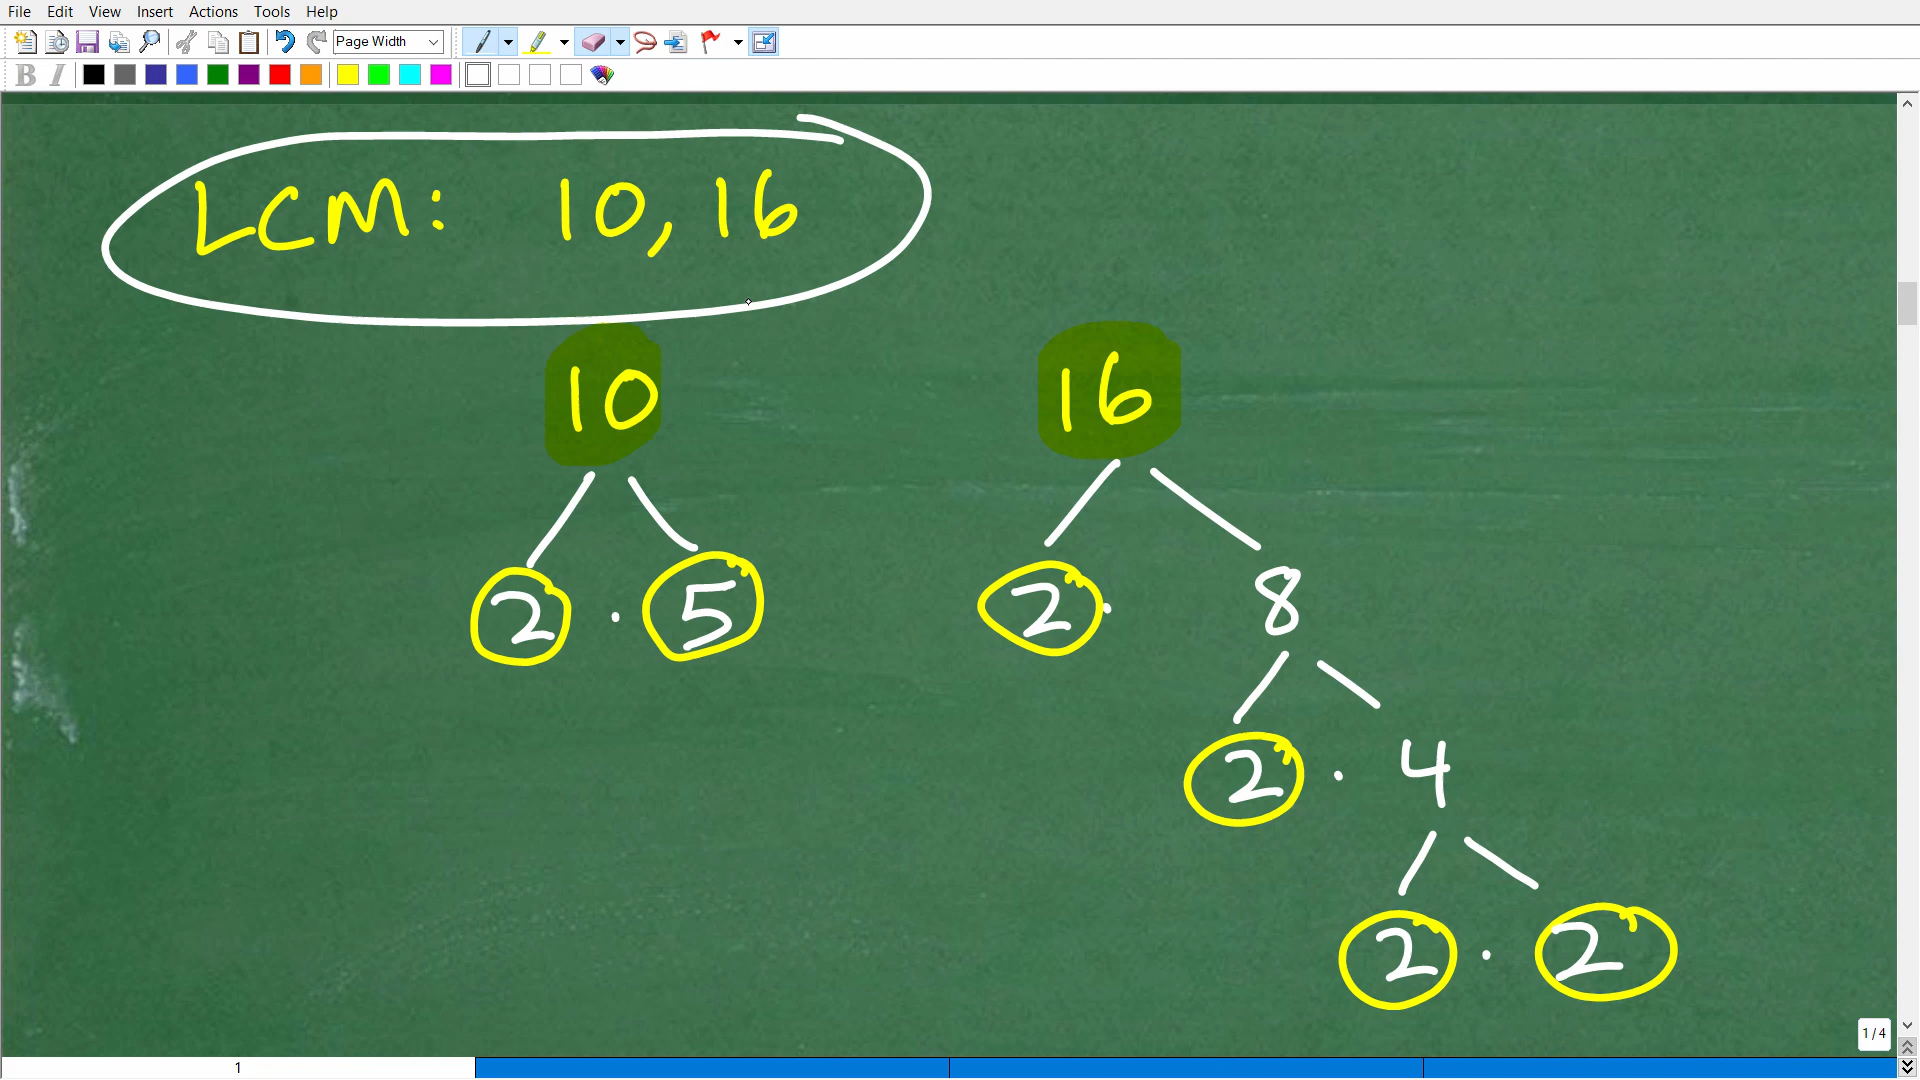 File Edit View Insert Actions Tools Help
Page Width
B I
LCM: 10, 16
10 16
2 · 5 2 · 8
2 · 4
2 · 2
1 / 4
1